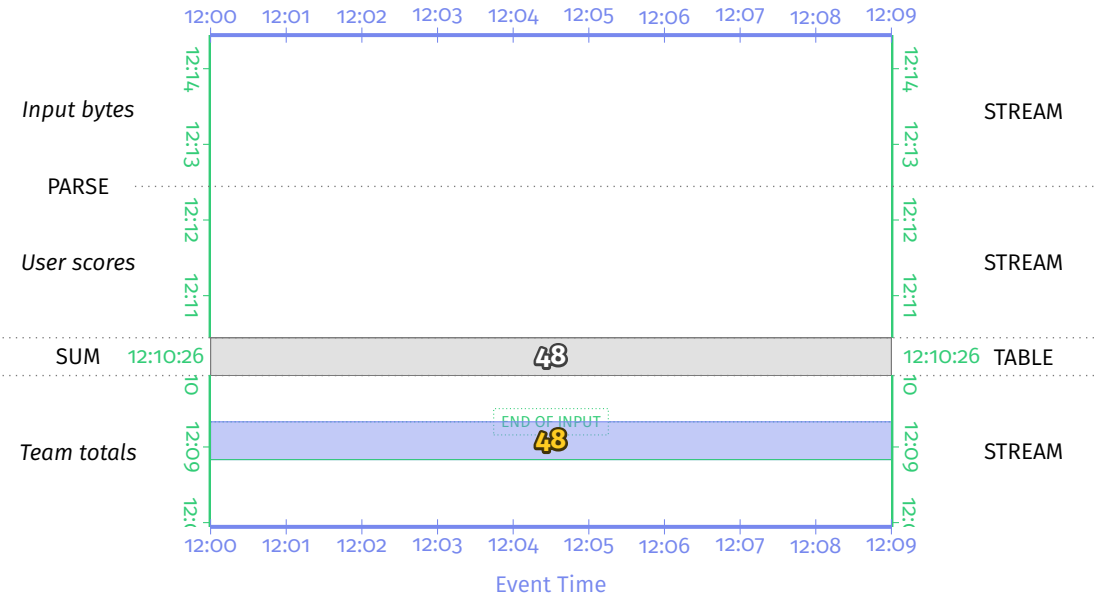 12:00 12:01 12:02 12:03 12:04 12:05 12:06 12:07 12:08 12:09
12:14 12:14
Input bytes STREAM
12:13 12:13
PARSE
12:12 12:12
User scores STREAM
12:11 12:11
SUM 12:10:26 48 12:10:26 TABLE
10 10
END OF INPUT
48
Team totals 12:09 12:09 STREAM
12:0 12:0
12:00 12:01 12:02 12:03 12:04 12:05 12:06 12:07 12:08 12:09
Event Time